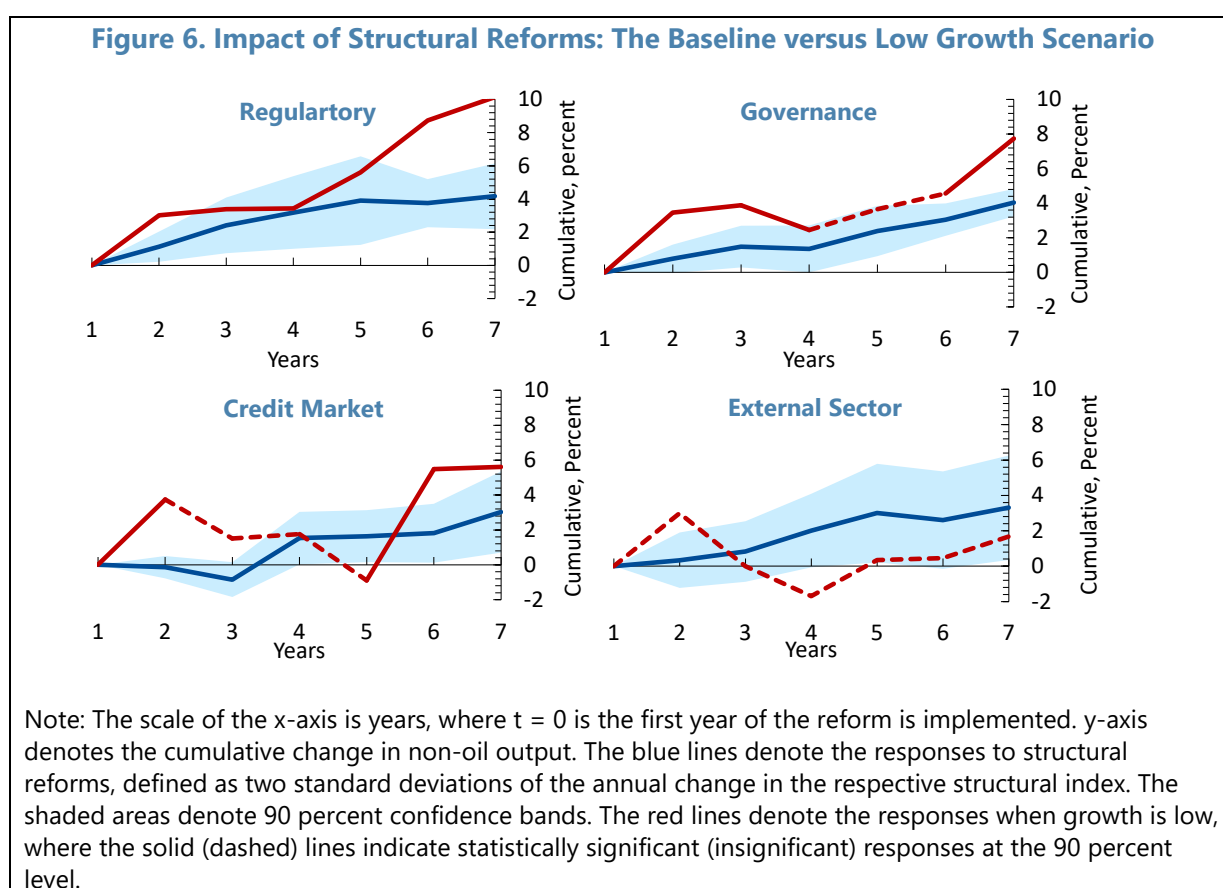 Figure 6. Impact of Structural Reforms: The Baseline versus Low Growth Scenario
Regulartory
10
8
6
4
2
0
-2
Cumulative, percent
1 2 3 4 5 6 7
Years
Governance
10
8
6
4
2
0
-2
Cumulative, Percent
1 2 3 4 5 6 7
Years
Credit Market
10
8
6
4
2
0
-2
Cumulative, Percent
1 2 3 4 5 6 7
Years
External Sector
10
8
6
4
2
0
-2
Cumulative, Percent
1 2 3 4 5 6 7
Years
Note: The scale of the x-axis is years, where t = 0 is the first year of the reform is implemented. y-axis
denotes the cumulative change in non-oil output. The blue lines denote the responses to structural
reforms, defined as two standard deviations of the annual change in the respective structural index. The
shaded areas denote 90 percent confidence bands. The red lines denote the responses when growth is low,
where the solid (dashed) lines indicate statistically significant (insignificant) responses at the 90 percent
level.